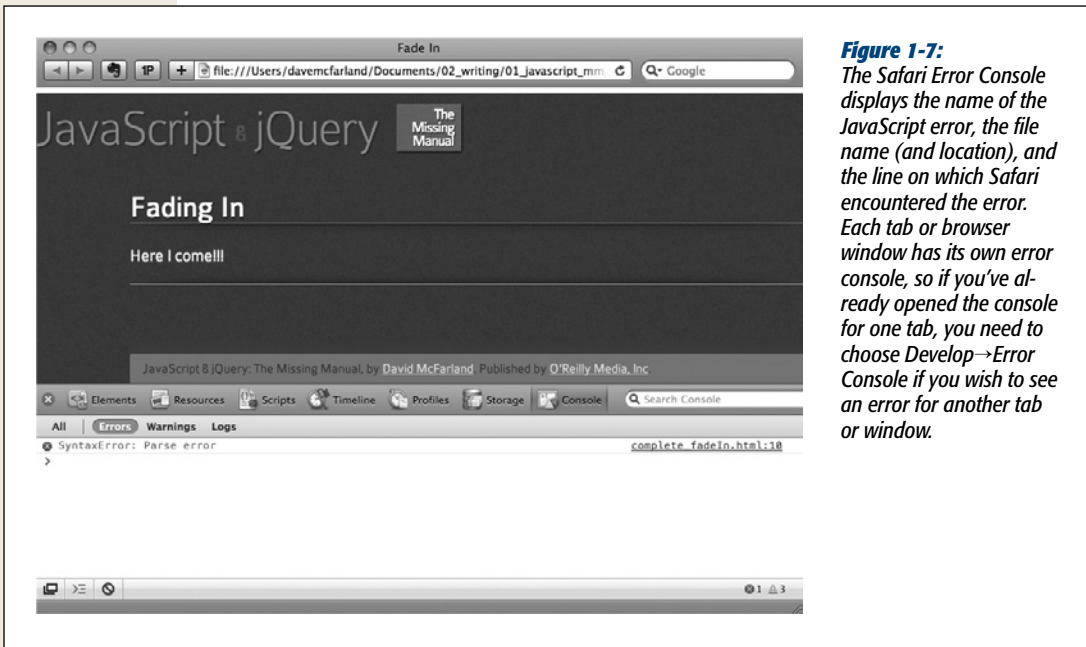 Fade In
1P + file:///Users/davemcfarland/Documents/02_writing/01_javascript_mm Google
JavaScript & jQuery
The
Missing
Manual
Fading In
Here I come!!!
JavaScript & jQuery: The Missing Manual, by David McFarland. Published by O'Reilly Media, Inc.
Elements Resources Scripts Timeline Profiles Storage Console Search Console
All Errors Warnings Logs
SyntaxError: Parse error complete_fadeIn.html:10
>
1 3
Figure 1-7:
The Safari Error Console
displays the name of the
JavaScript error, the file
name (and location), and
the line on which Safari
encountered the error.
Each tab or browser
window has its own error
console, so if you've al-
ready opened the console
for one tab, you need to
choose Develop→Error
Console if you wish to see
an error for another tab
or window.